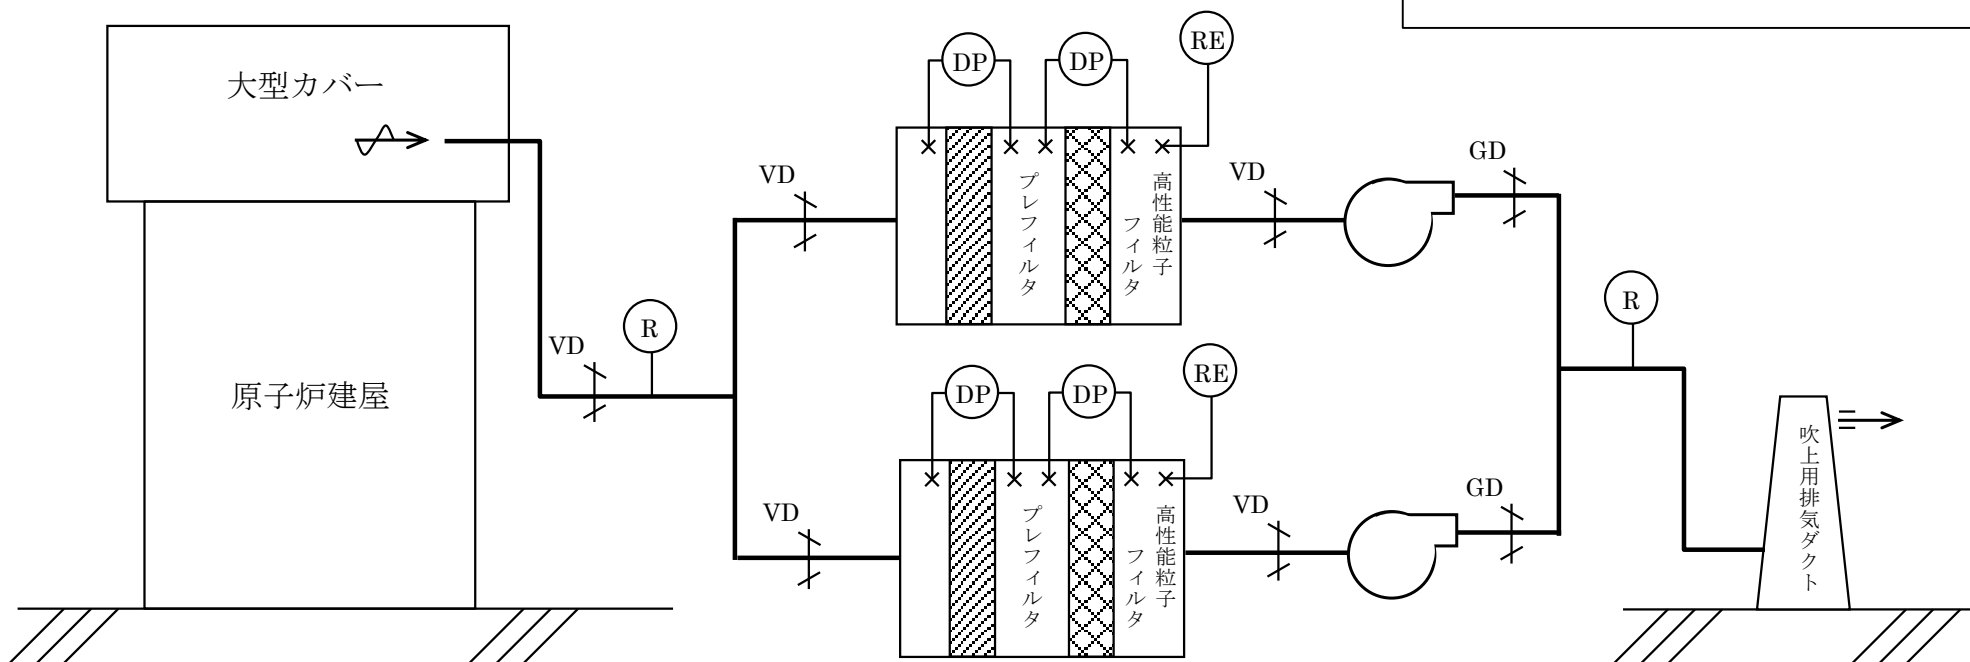 大型カバー
原子炉建屋
VD
R
VD
DP
DP
RE
プレフィルタ
高性能粒子
フィルタ
VD
GD
VD
DP
DP
RE
プレフィルタ
高性能粒子
フィルタ
VD
GD
R
吹上用排気ダクト